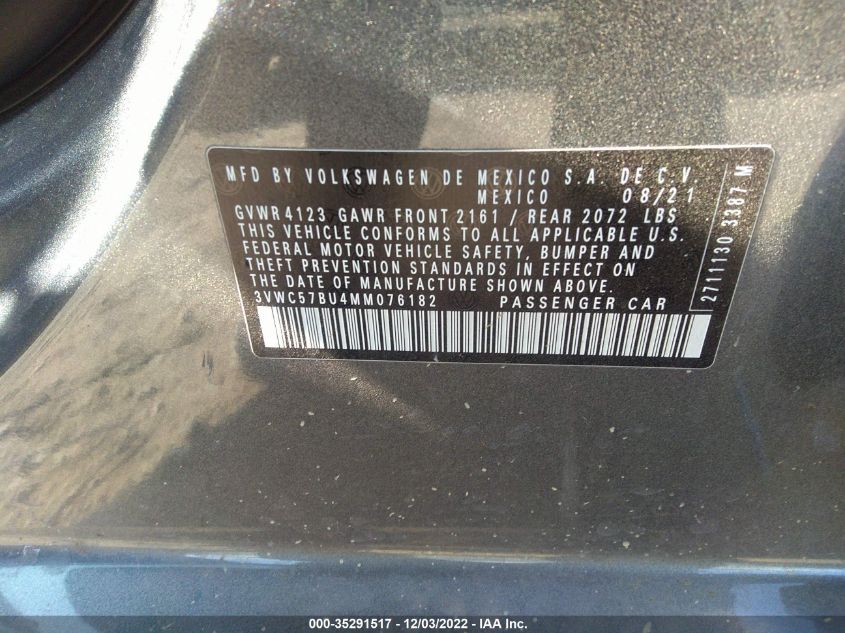 MFD BY VOLKSWAGEN DE MEXICO S.A. DE C.V.
MEXICO 08/21
GVWR 4123 GAWR FRONT 2161 / REAR 2072 LBS
THIS VEHICLE CONFORMS TO ALL APPLICABLE U.S.
FEDERAL MOTOR VEHICLE SAFETY, BUMPER AND
THEFT PREVENTION STANDARDS IN EFFECT ON
THE DATE OF MANUFACTURE SHOWN ABOVE.
3VWC57BU4MM076182 PASSENGER CAR
2711130 3387 M
000-35291517 — 12/03/2022 — IAA Inc.